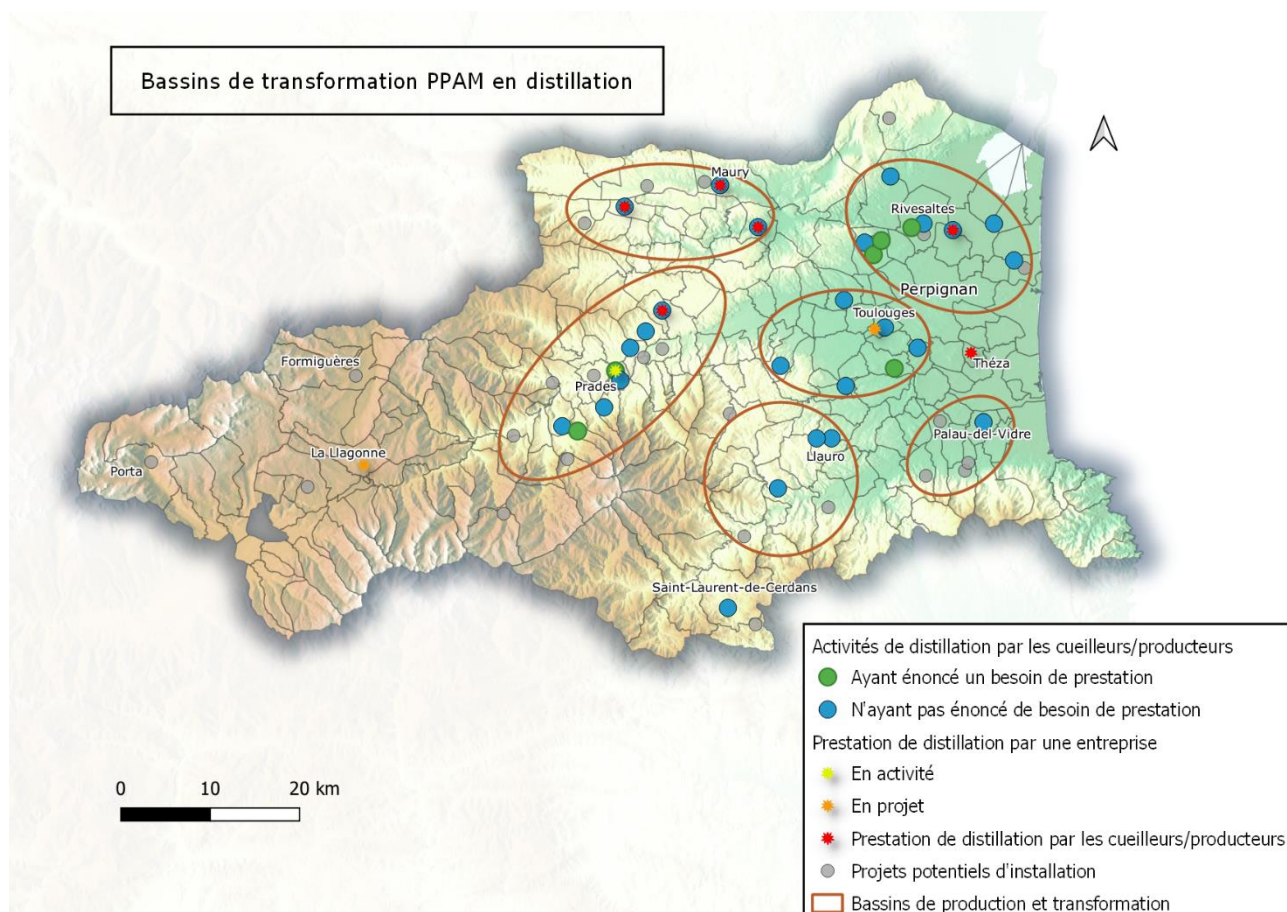 Bassins de transformation PPAM en distillation
Maury
Rivesaltes
Perpignan
Toulouges
Théza
Formiguères
Prades
Palau-del-Vidre
La Llagonne
Llauro
Porta
Saint-Laurent-de-Cerdans
0 10 20 km
Activités de distillation par les cueilleurs/producteurs
Ayant énoncé un besoin de prestation
N'ayant pas énoncé de besoin de prestation
Prestation de distillation par une entreprise
En activité
En projet
Prestation de distillation par les cueilleurs/producteurs
Projets potentiels d'installation
Bassins de production et transformation